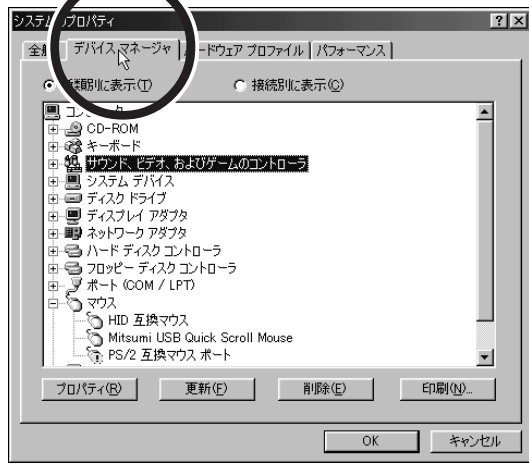 システム のプロパティ
全般 デバイス マネージャ ハードウェア プロファイル パフォーマンス
種類別に表示(T) 接続別に表示(C)
コンピュータ
CD-ROM
キーボード
サウンド、ビデオ、およびゲームのコントローラ
システム デバイス
ディスク ドライブ
ディスプレイ アダプタ
ネットワーク アダプタ
ハード ディスク コントローラ
フロッピー ディスク コントローラ
ポート (COM / LPT)
マウス
HID 互換マウス
Mitsumi USB Quick Scroll Mouse
PS/2 互換マウス ポート
プロパティ(R) 更新(F) 削除(E) 印刷(N)...
OK キャンセル